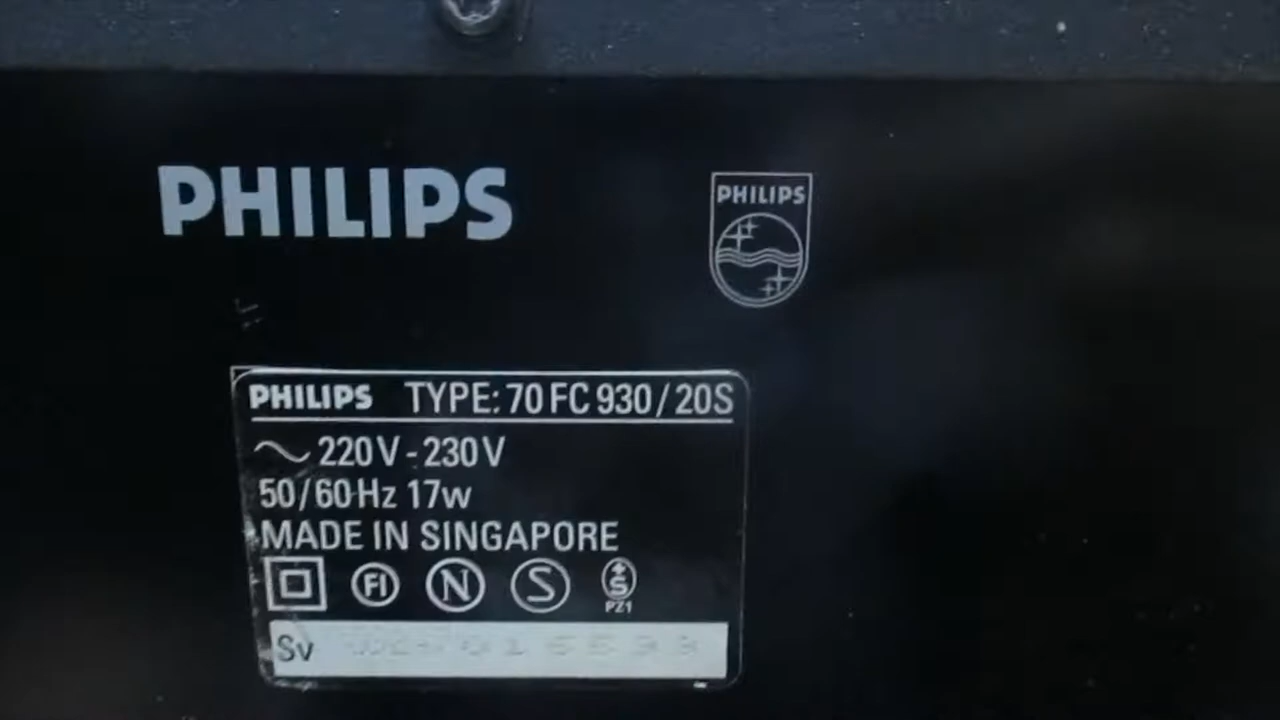 PHILIPS
PHILIPS
PHILIPS TYPE: 70 FC 930/20S
220V-230V
50/60 Hz 17w
MADE IN SINGAPORE
FI N S +S
PZ1
Sv